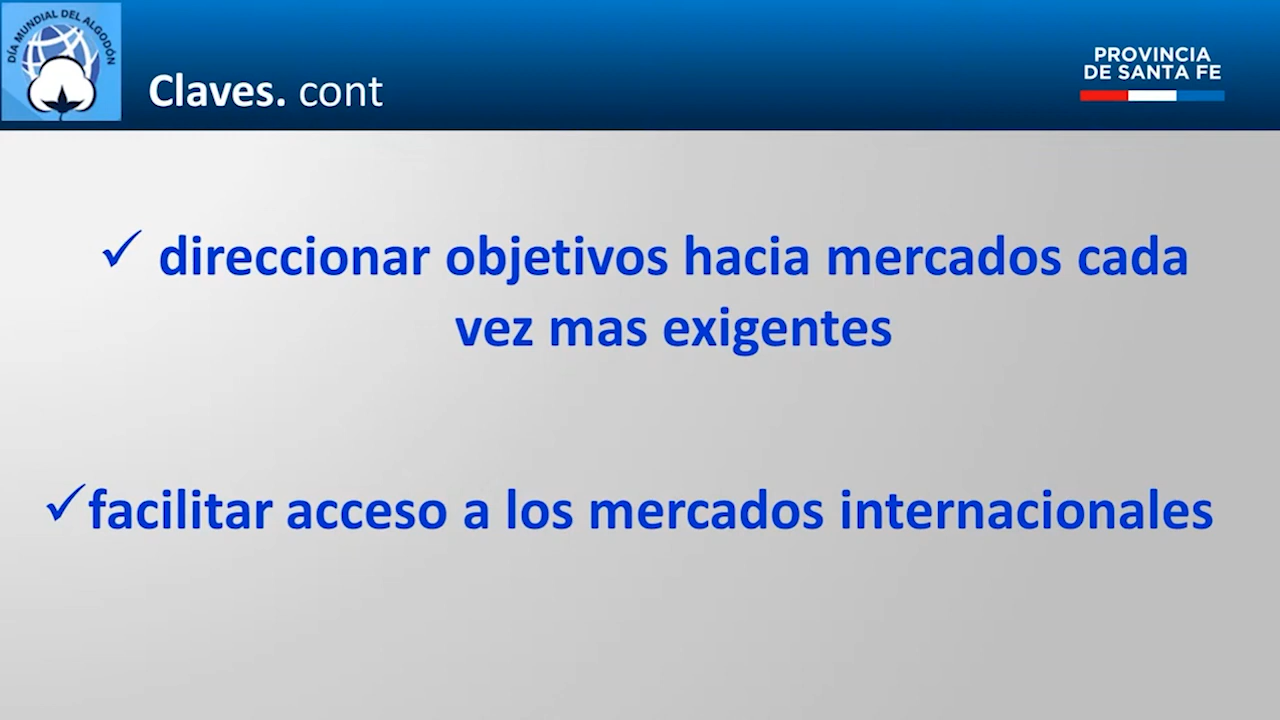 DÍA MUNDIAL DEL ALGODÓN
Claves. cont
PROVINCIA
DE SANTA FE
✓ direccionar objetivos hacia mercados cada
vez mas exigentes
✓facilitar acceso a los mercados internacionales